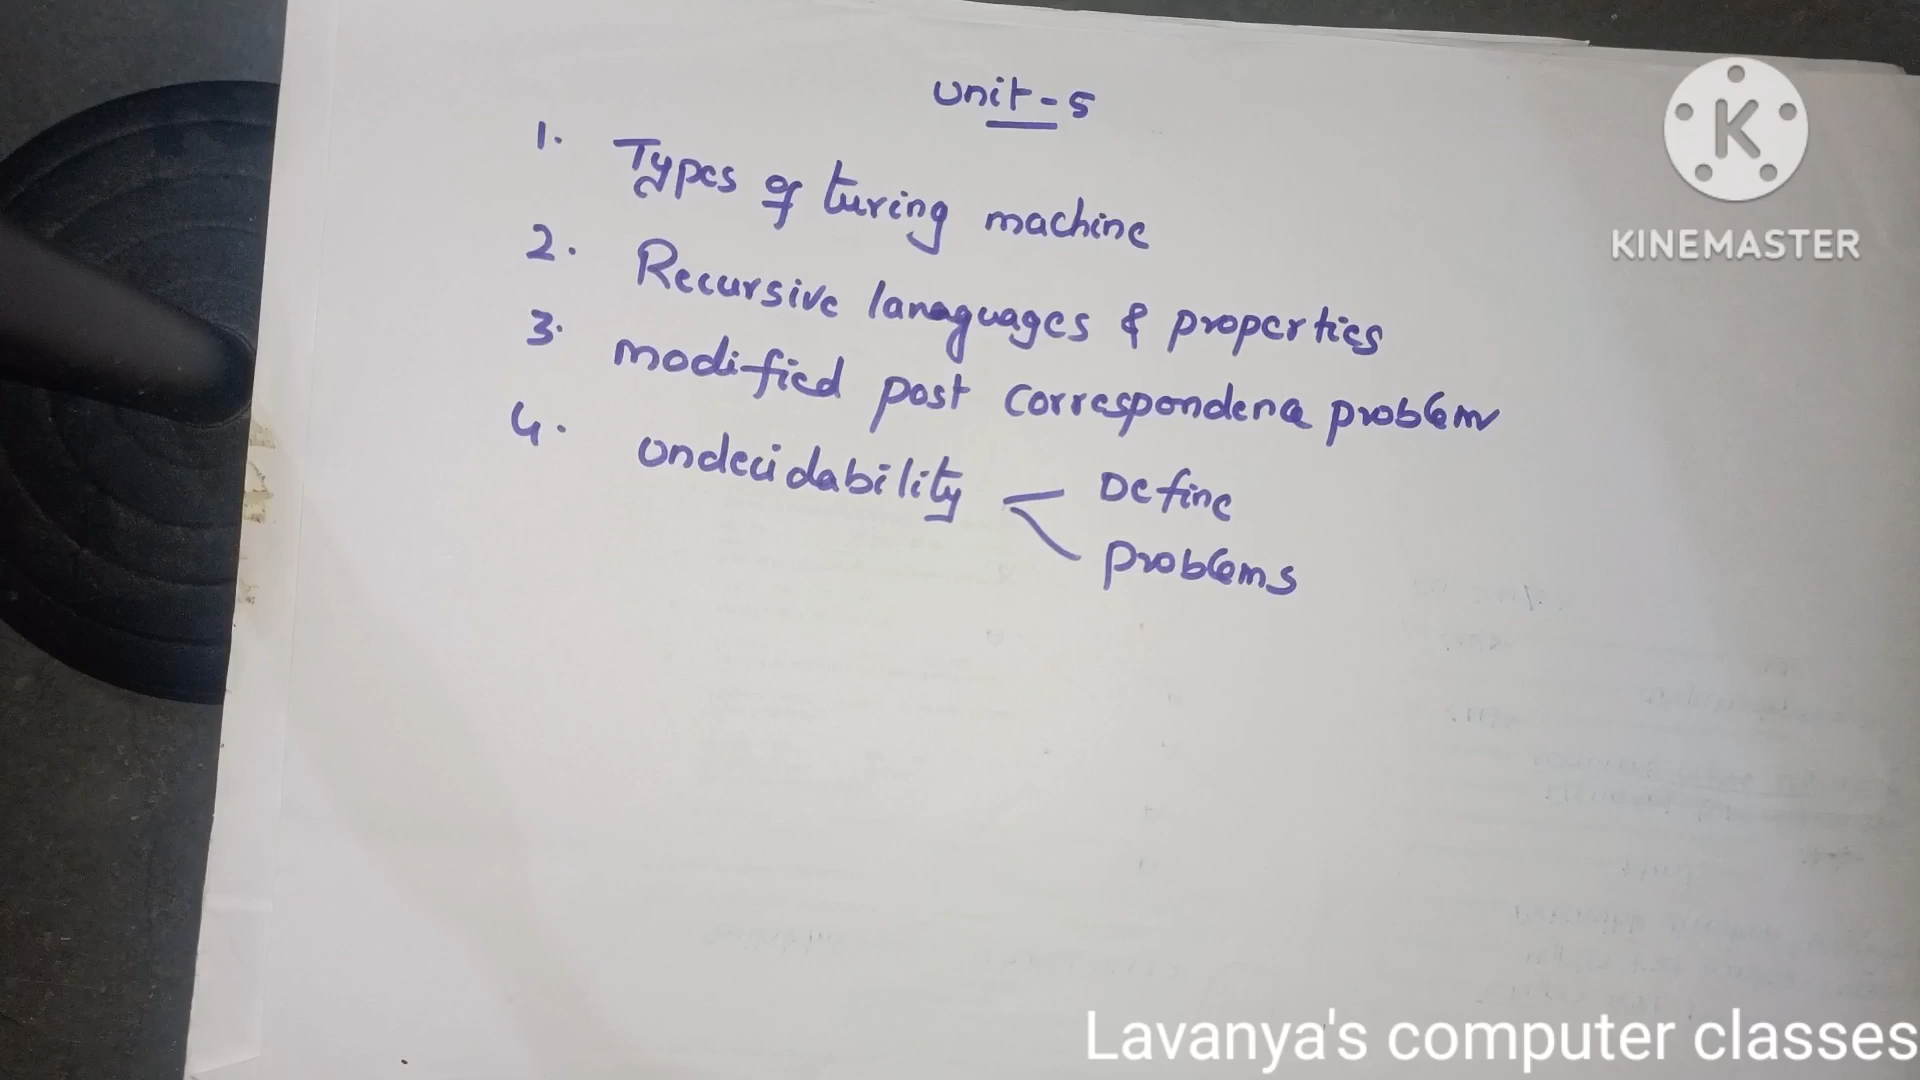 Unit-5
1. Types of turing machine
2. Recursive lanaguages & properties
3. modified post correspondence problem
4. undecidability < Define
problems
K
KINEMASTER
Lavanya's computer classes